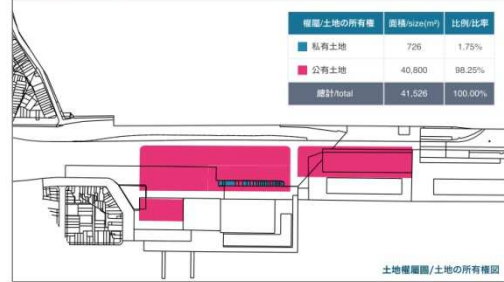 權屬/土地の所有権 面積/size(m²) 比例/比率
私有土地 726 1.75%
公有土地 40,800 98.25%
總計/total 41,526 100.00%
土地權屬圖/土地の所有権図